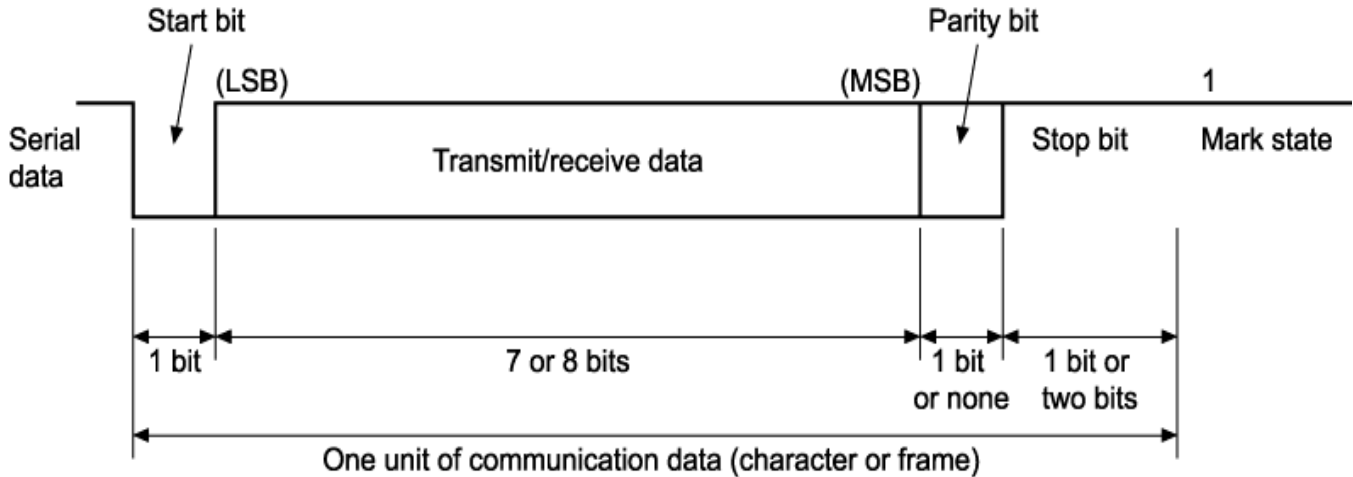 Start bit
Parity bit
(LSB)
(MSB)
1
Serial
data
Transmit/receive data
Stop bit
Mark state
1 bit
7 or 8 bits
1 bit
or none
1 bit or
two bits
One unit of communication data (character or frame)